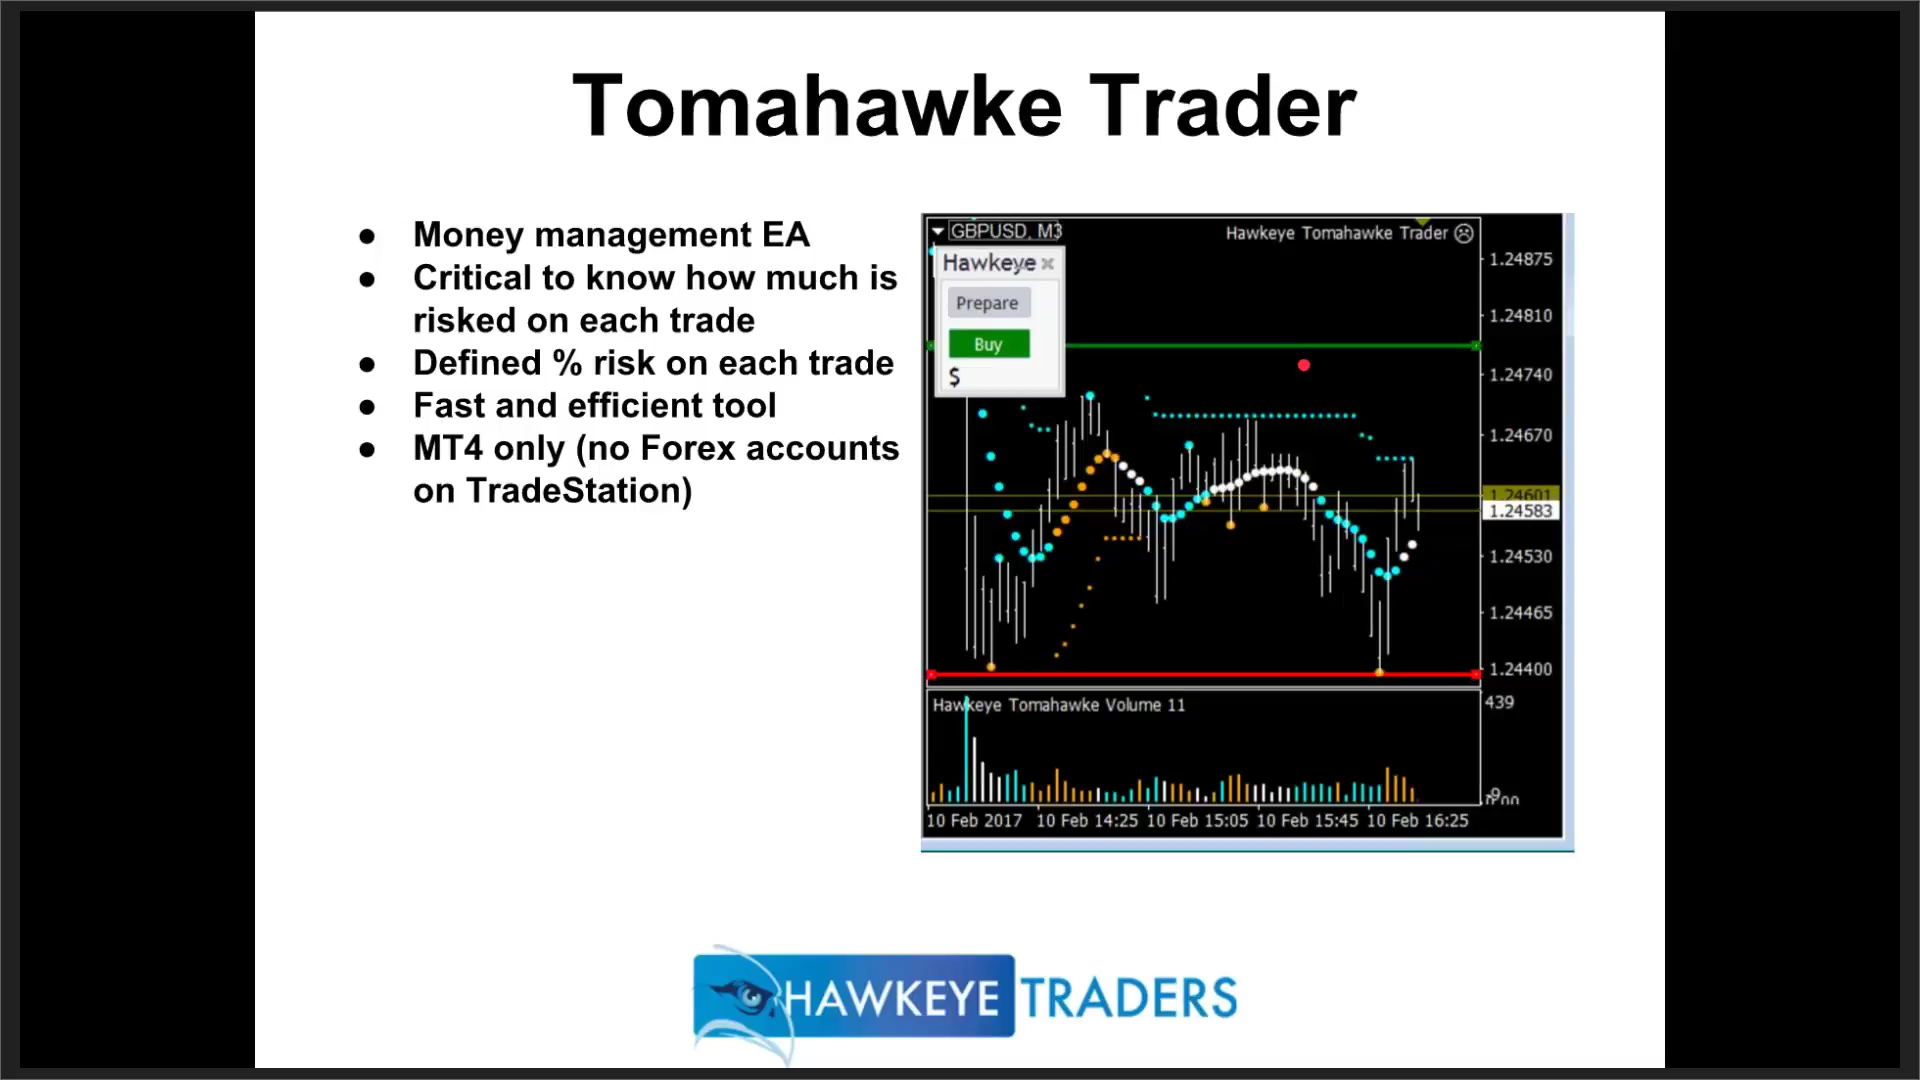 Tomahawke Trader
● Money management EA
● Critical to know how much is
risked on each trade
● Defined % risk on each trade
● Fast and efficient tool
● MT4 only (no Forex accounts
on TradeStation)
GBPUSD, M3
Hawkeye Tomahawke Trader
Hawkeye
Prepare
Buy
$
1.24875
1.24810
1.24740
1.24670
1.24601
1.24583
1.24530
1.24465
1.24400
Hawkeye Tomahawke Volume 11
439
10 Feb 2017 10 Feb 14:25 10 Feb 15:05 10 Feb 15:45 10 Feb 16:25
HAWKEYE TRADERS